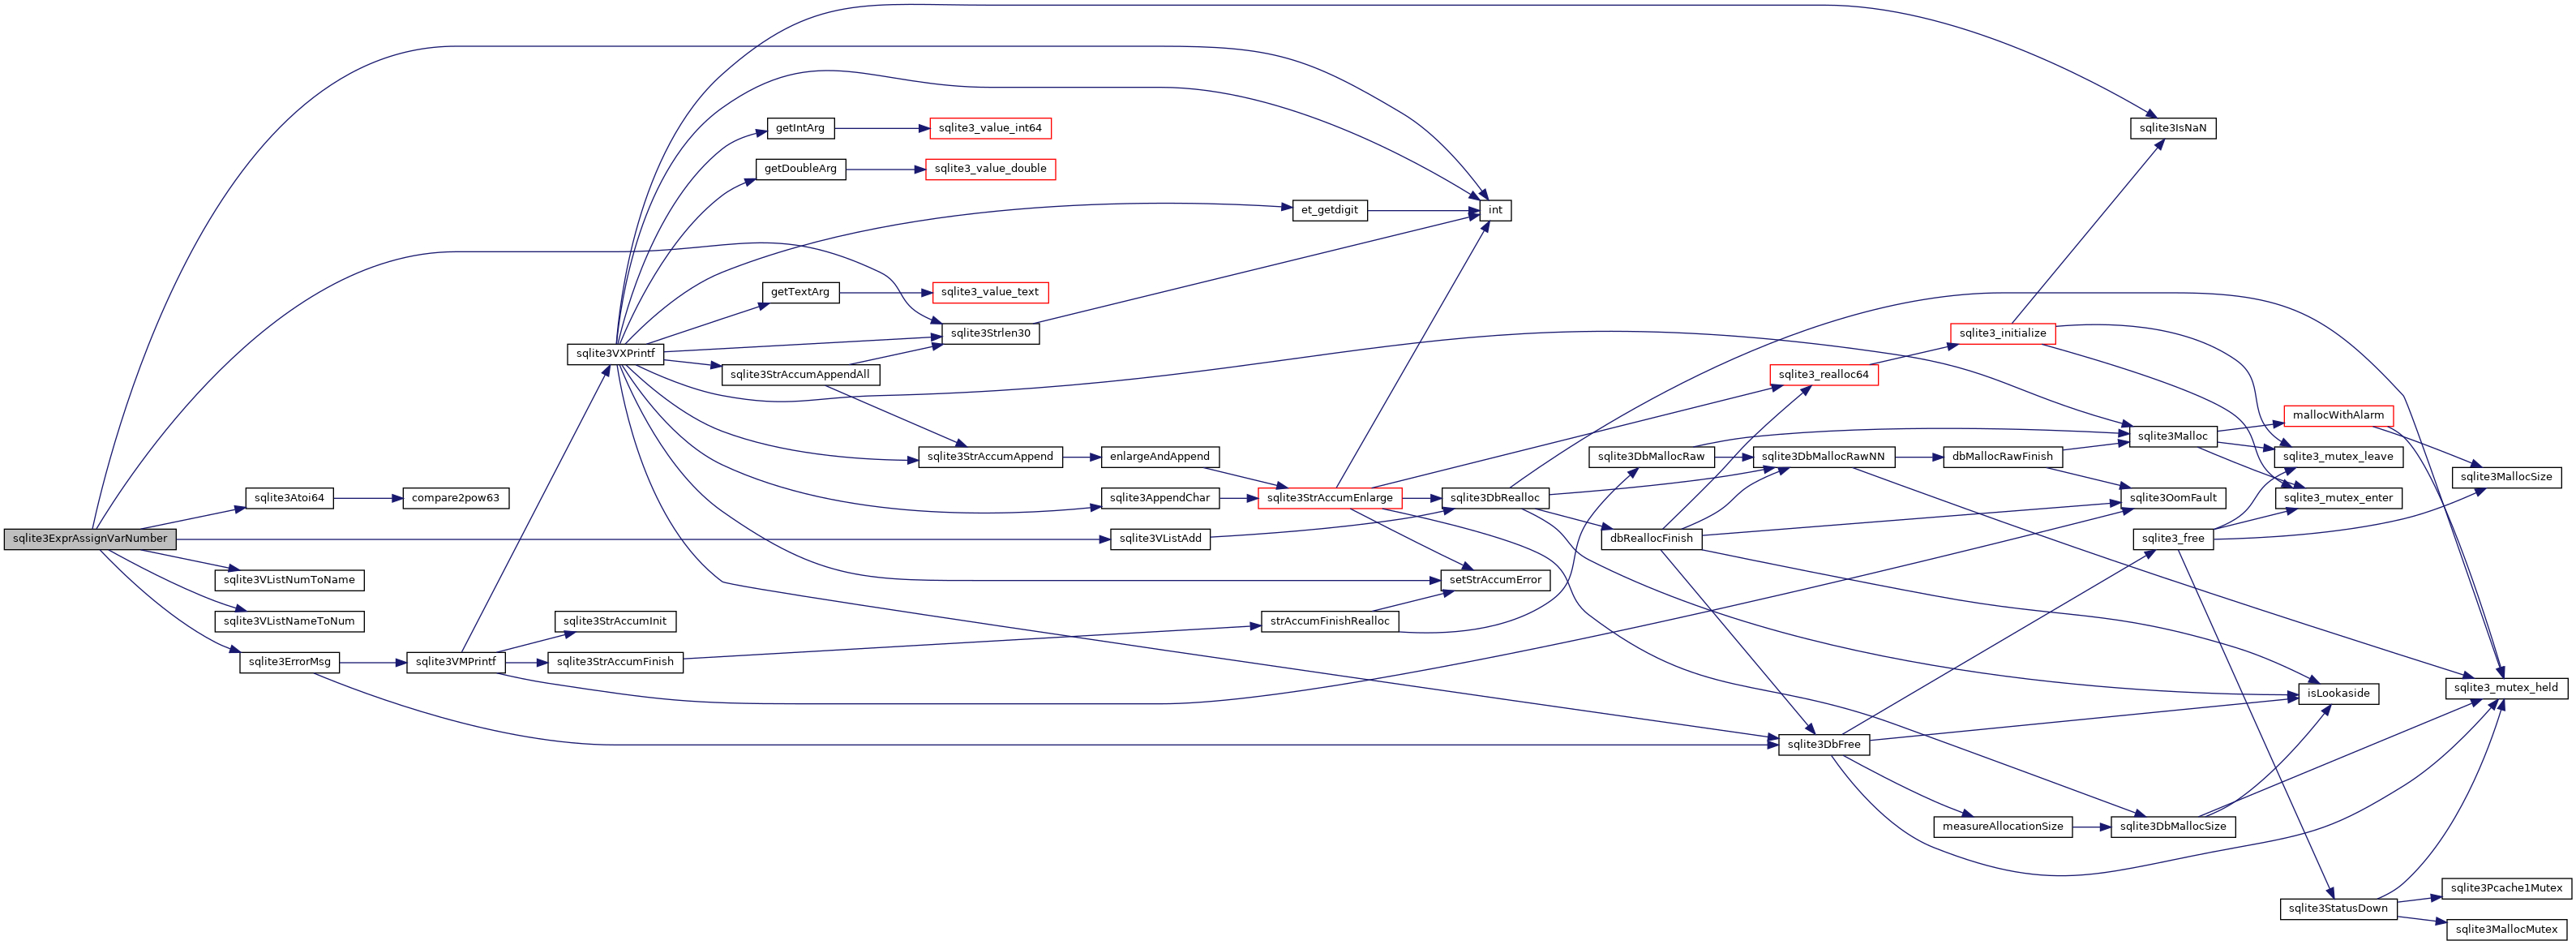 sqlite3ExprAssignVarNumber
sqlite3Atoi64
sqlite3VListNumToName
sqlite3VListNameToNum
sqlite3ErrorMsg
compare2pow63
sqlite3VMPrintf
sqlite3VXPrintf
sqlite3StrAccumInit
sqlite3StrAccumFinish
getIntArg
getDoubleArg
getTextArg
sqlite3StrAccumAppendAll
sqlite3_value_int64
sqlite3_value_double
sqlite3_value_text
sqlite3Strlen30
sqlite3StrAccumAppend
enlargeAndAppend
sqlite3AppendChar
sqlite3VListAdd
et_getdigit
sqlite3StrAccumEnlarge
strAccumFinishRealloc
int
sqlite3DbRealloc
setStrAccumError
sqlite3DbMallocRaw
dbReallocFinish
sqlite3_realloc64
sqlite3DbMallocRawNN
sqlite3DbFree
sqlite3_initialize
dbMallocRawFinish
measureAllocationSize
sqlite3IsNaN
sqlite3Malloc
sqlite3OomFault
sqlite3_free
sqlite3DbMallocSize
mallocWithAlarm
sqlite3_mutex_leave
sqlite3_mutex_enter
isLookaside
sqlite3StatusDown
sqlite3MallocSize
sqlite3_mutex_held
sqlite3Pcache1Mutex
sqlite3MallocMutex